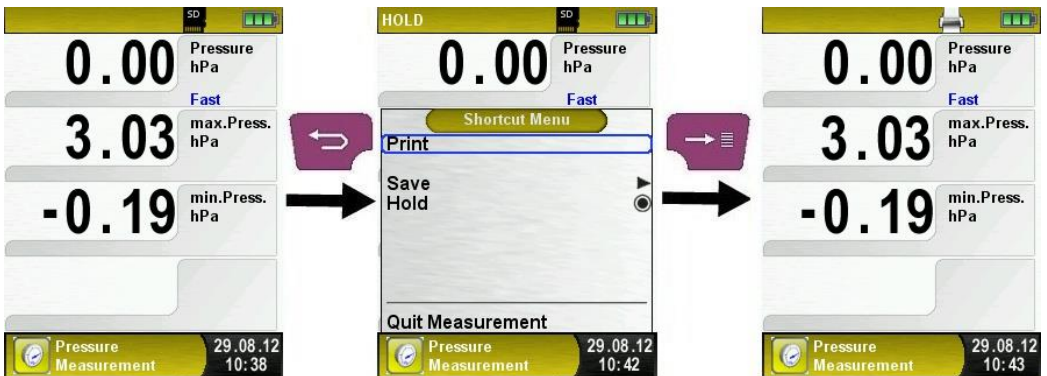 SD
0.00 Pressure
hPa
Fast
3.03 max.Press.
hPa
-0.19 min.Press.
hPa
Pressure
Measurement
29.08.12
10:38
HOLD
SD
0.00 Pressure
hPa
Fast
Shortcut Menu
Print
Save
Hold
Quit Measurement
Pressure
Measurement
29.08.12
10:42
0.00 Pressure
hPa
Fast
3.03 max.Press.
hPa
-0.19 min.Press.
hPa
Pressure
Measurement
29.08.12
10:43